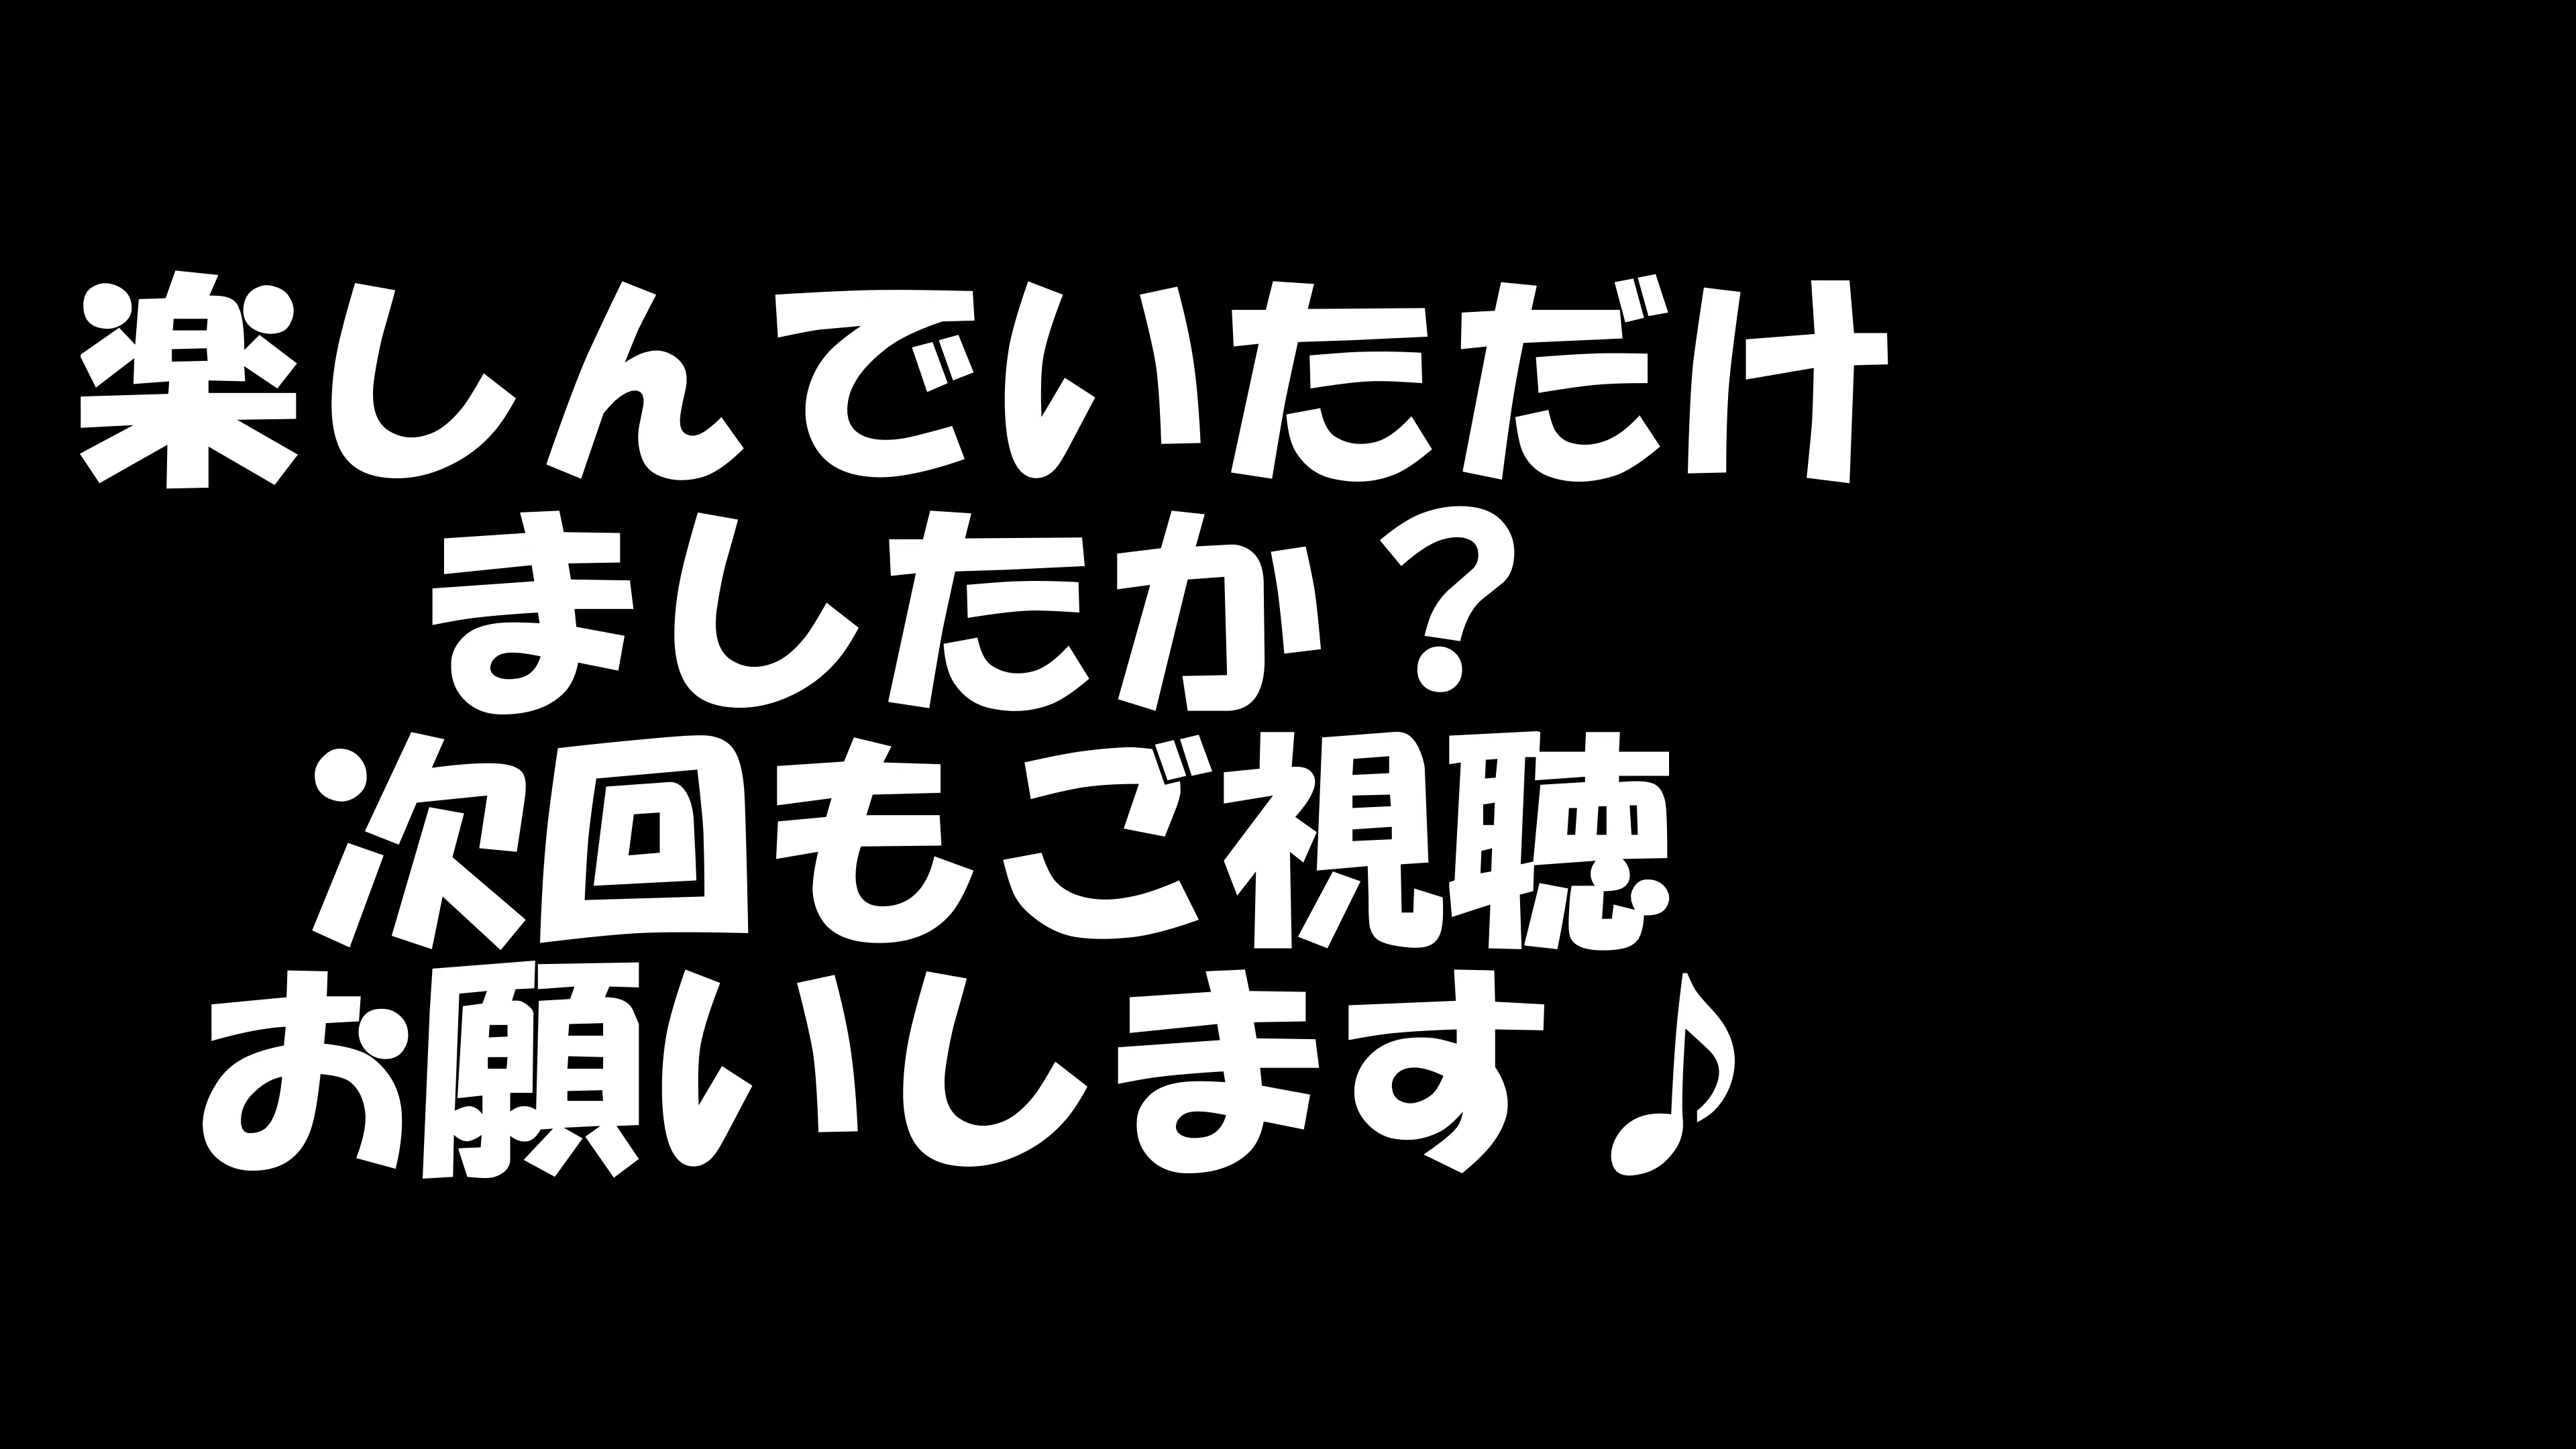 楽しんでいただけ
ましたか？
次回もご視聴
お願いします♪